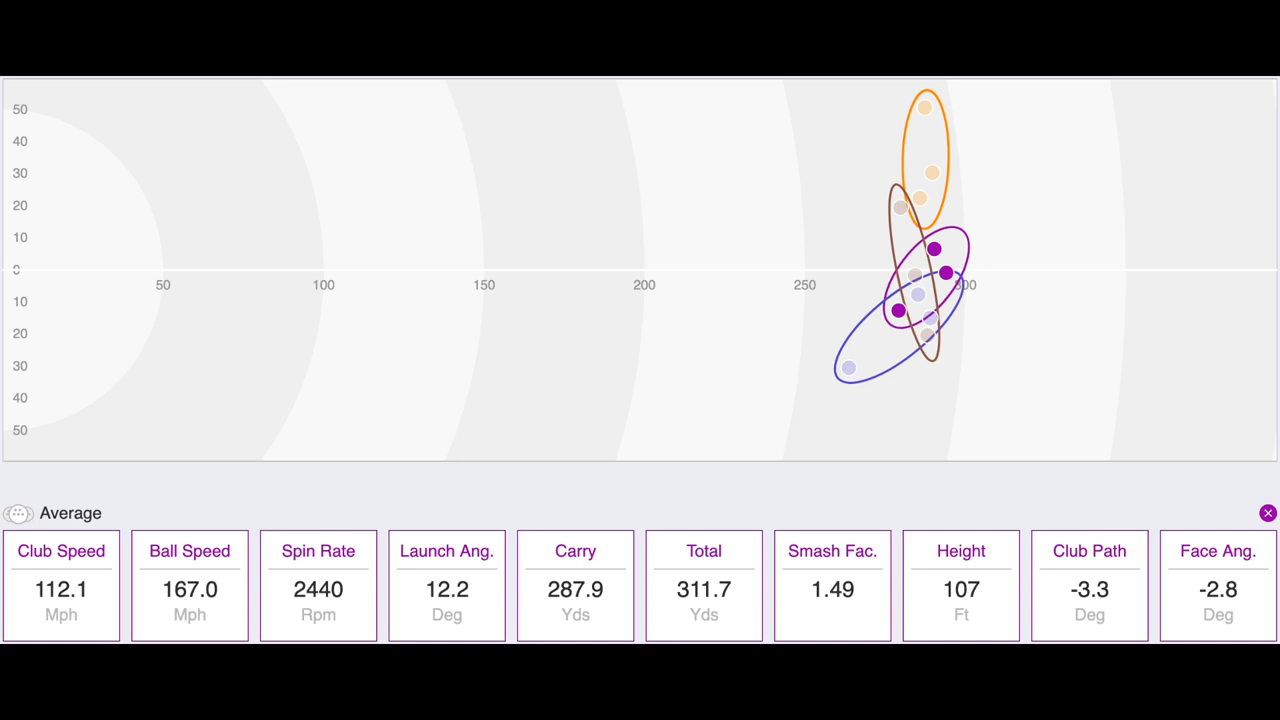 50
40
30
20
10
0
10
20
30
40
50
50 100 150 200 250 300
Average
Club Speed Ball Speed Spin Rate Launch Ang. Carry Total Smash Fac. Height Club Path Face Ang.
112.1 167.0 2440 12.2 287.9 311.7 1.49 107 -3.3 -2.8
Mph Mph Rpm Deg Yds Yds Ft Deg Deg